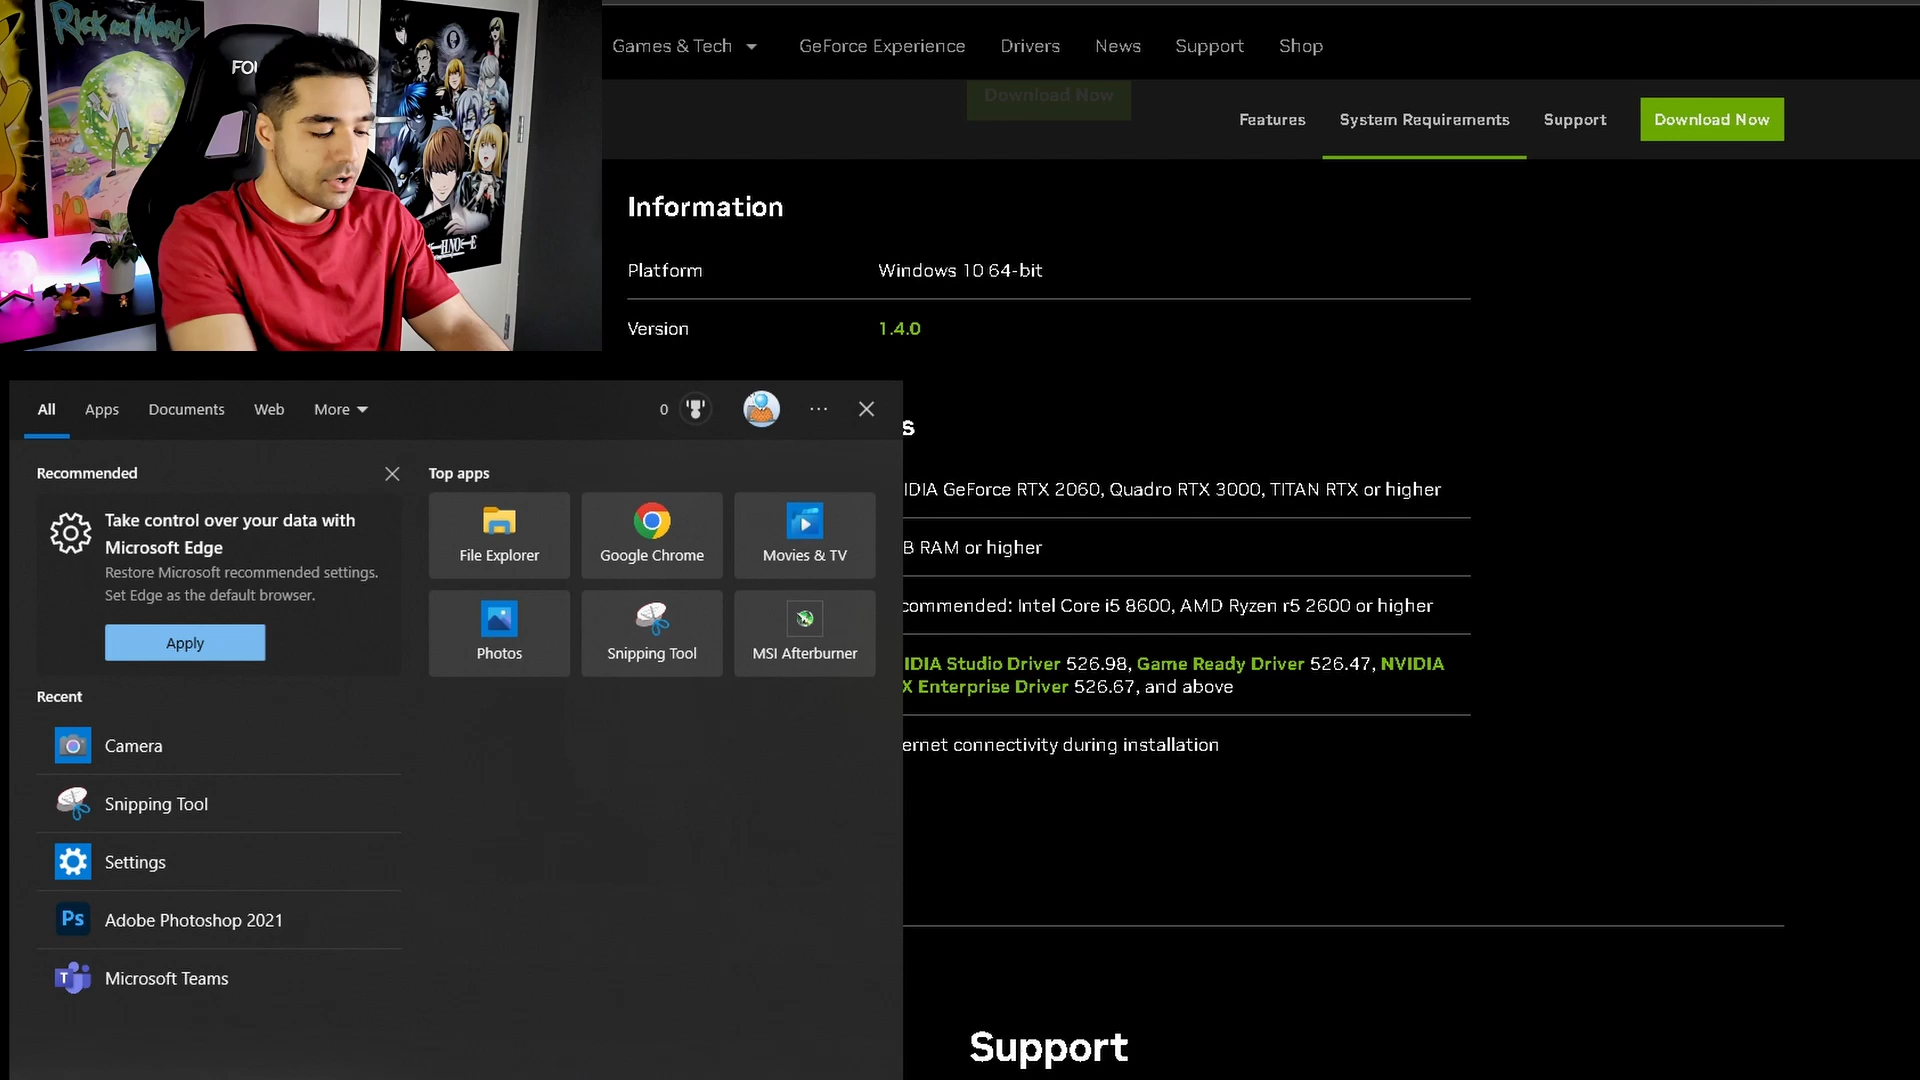 Rick and Morty
FOU
HNOTE
Games & Tech
GeForce Experience
Drivers
News
Support
Shop
Download Now
Features
System Requirements
Support
Download Now
Information
Platform
Windows 10 64-bit
Version
1.4.0
s
IDIA GeForce RTX 2060, Quadro RTX 3000, TITAN RTX or higher
B RAM or higher
commended: Intel Core i5 8600, AMD Ryzen r5 2600 or higher
IDIA Studio Driver 526.98, Game Ready Driver 526.47, NVIDIA
X Enterprise Driver 526.67, and above
ernet connectivity during installation
Support
All
Apps
Documents
Web
More
0
Recommended
Take control over your data with
Microsoft Edge
Restore Microsoft recommended settings.
Set Edge as the default browser.
Apply
Top apps
File Explorer
Google Chrome
Movies & TV
Photos
Snipping Tool
MSI Afterburner
Recent
Camera
Snipping Tool
Settings
Ps
Adobe Photoshop 2021
T
Microsoft Teams